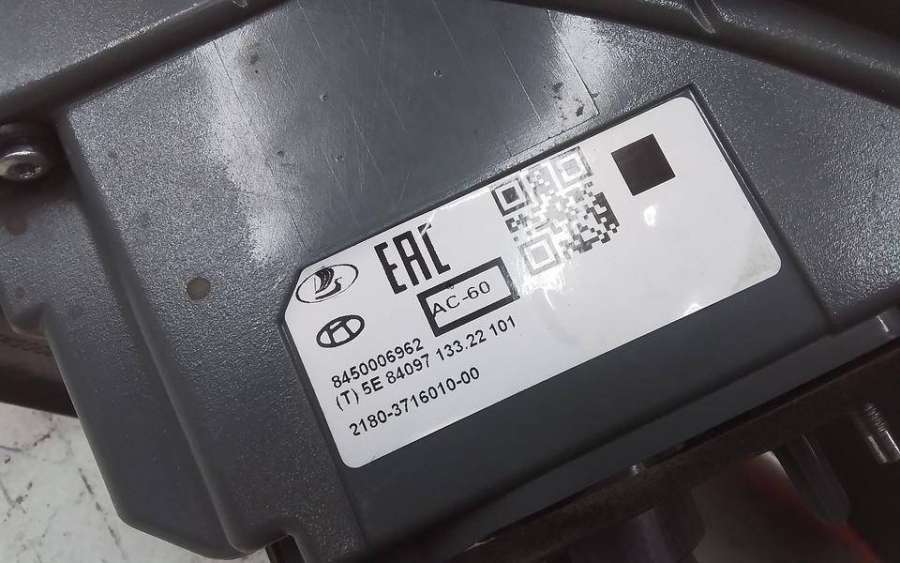 EAC
AC-60
8450006962
(T) 5E 84097 133.22 101
2180-3716010-00